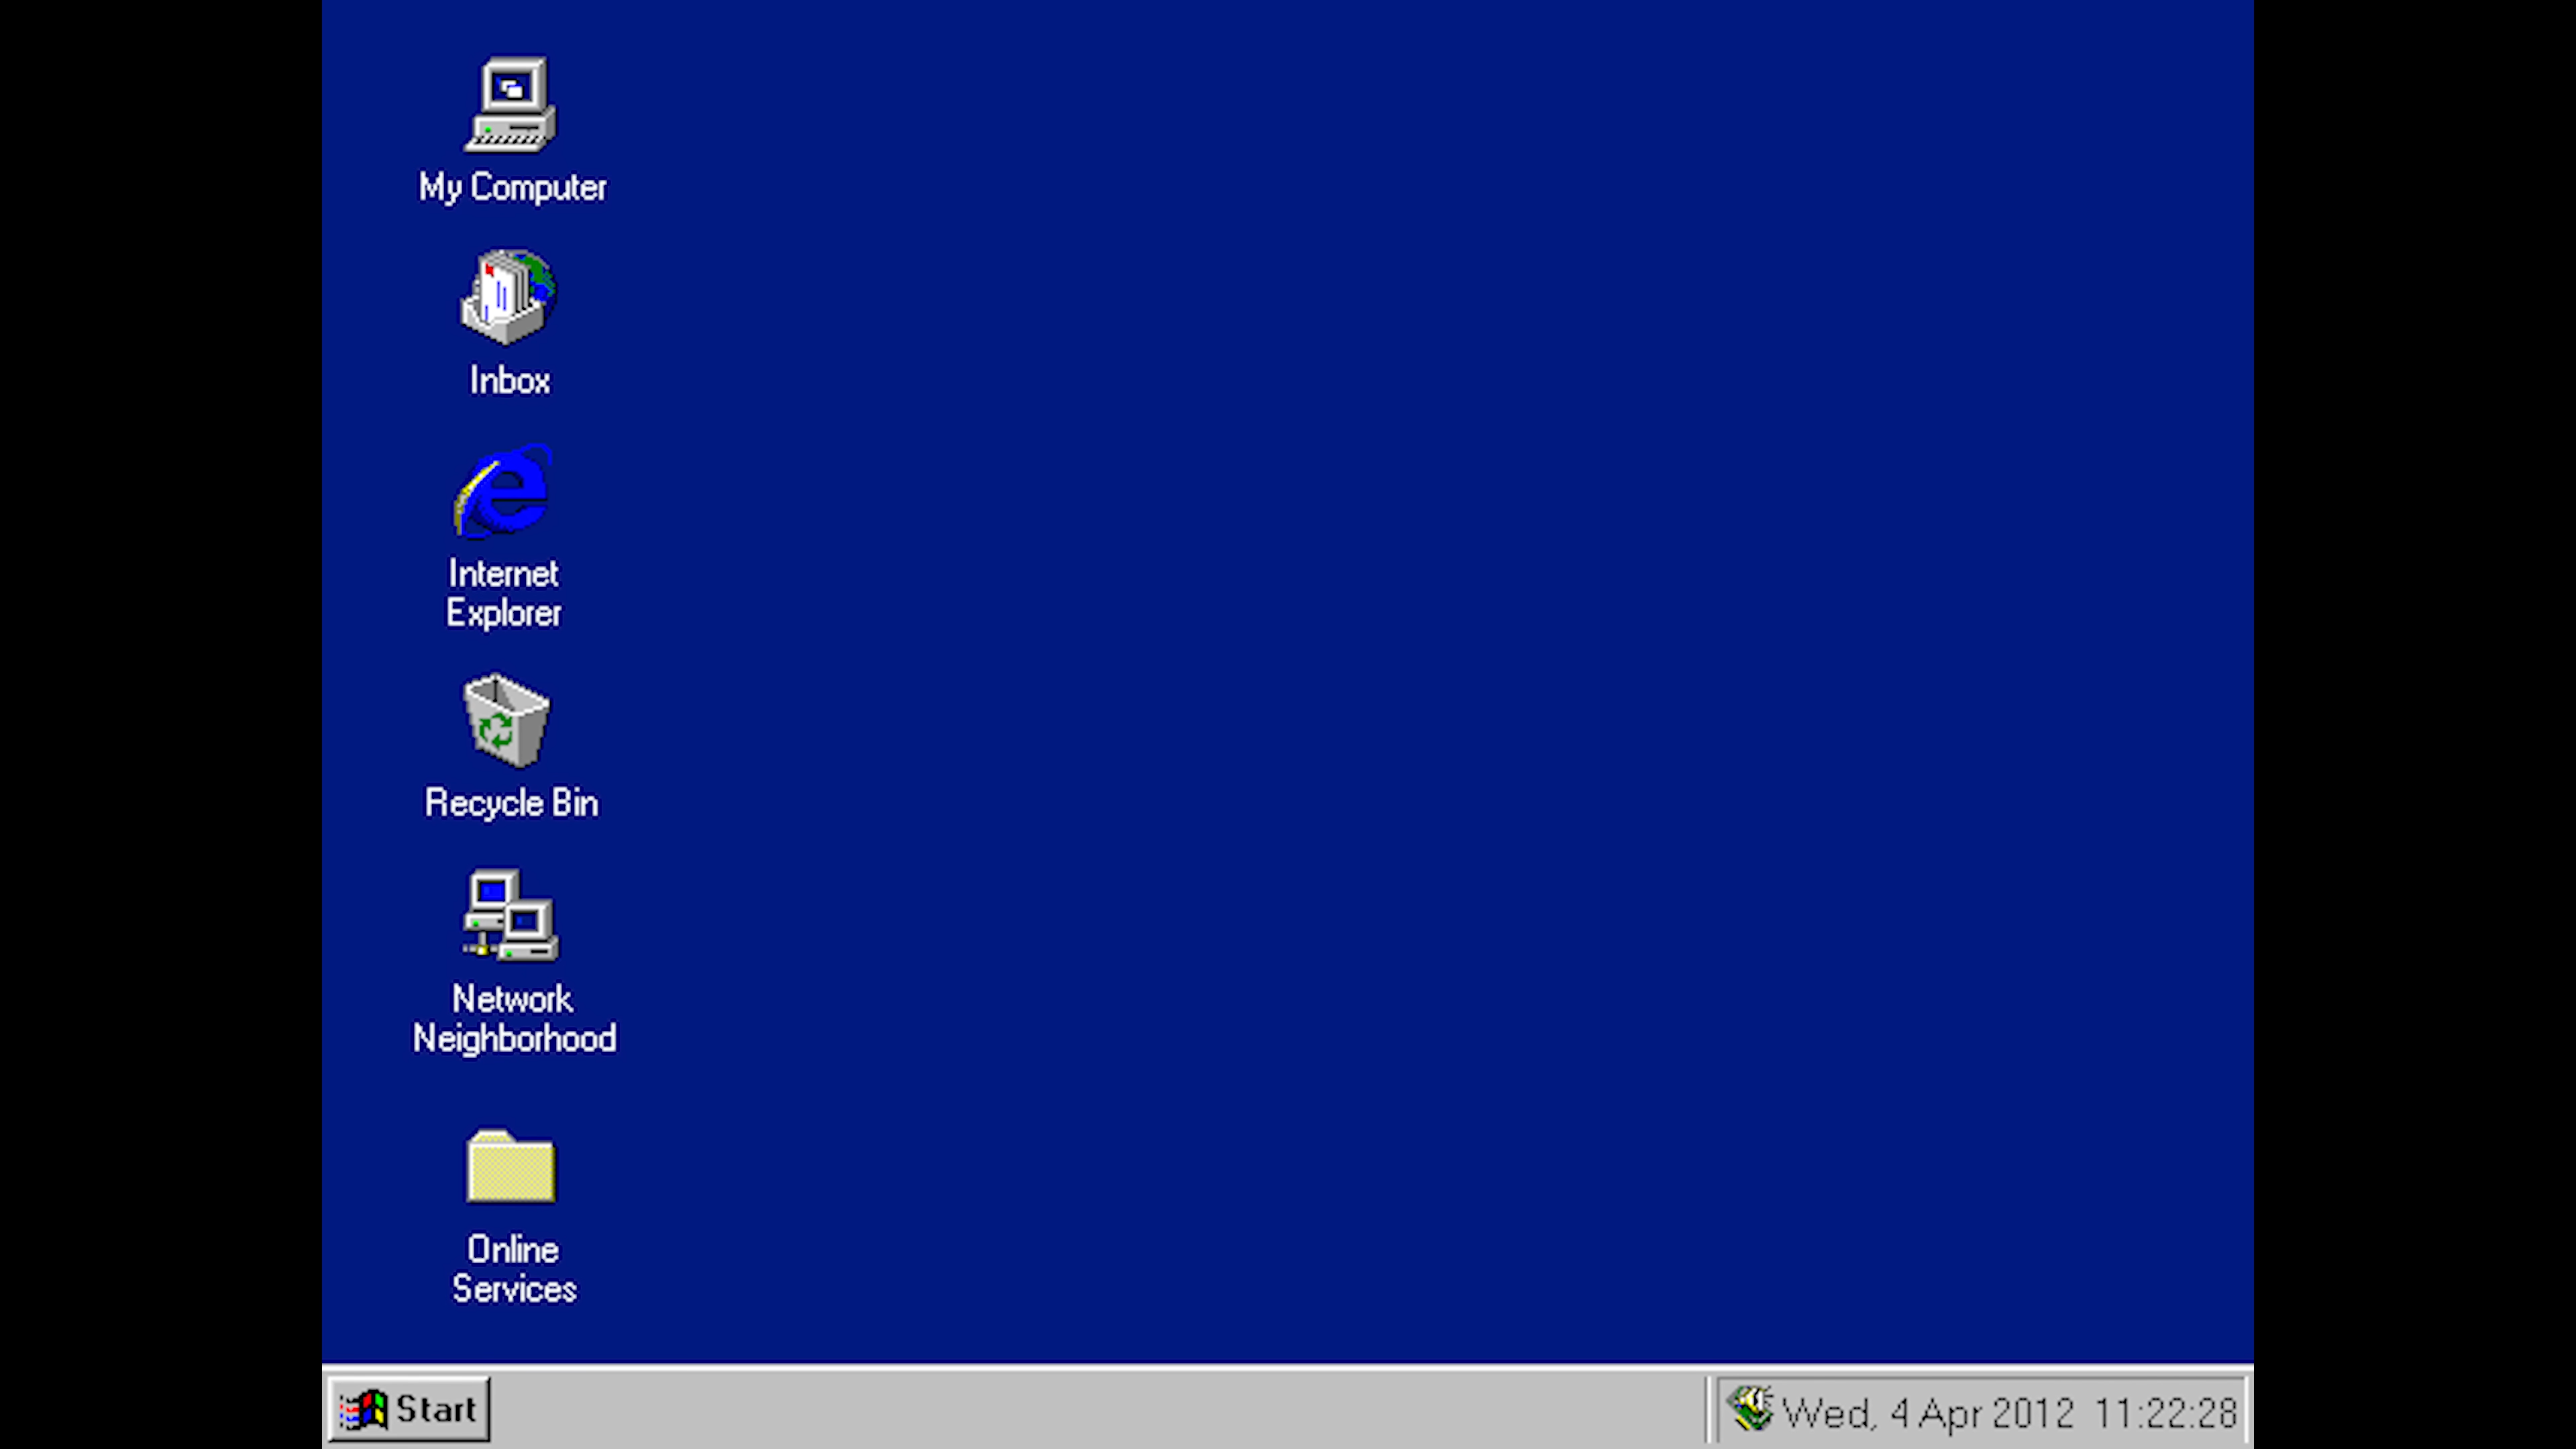 My Computer
Inbox
Internet
Explorer
Recycle Bin
Network
Neighborhood
Online
Services
Start
Wed, 4 Apr 2012 11:22:28